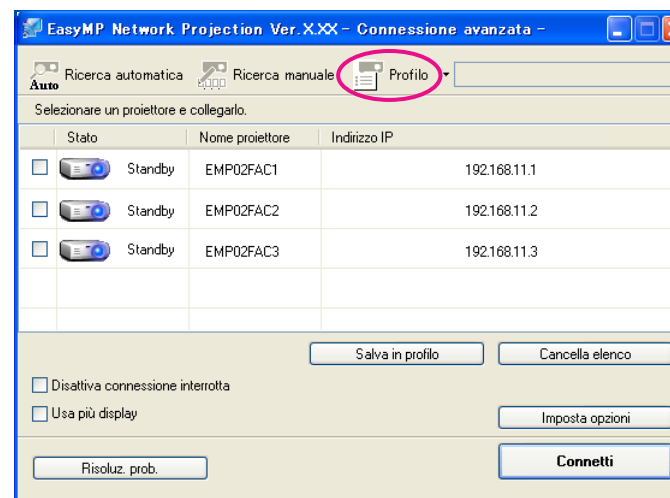 EasyMP Network Projection Ver.X.XX - Connessione avanzata -
Auto Ricerca automatica Ricerca manuale Profilo
Selezionare un proiettore e collegarlo.
Stato Nome proiettore Indirizzo IP
Standby EMP02FAC1 192.168.11.1
Standby EMP02FAC2 192.168.11.2
Standby EMP02FAC3 192.168.11.3
Salva in profilo Cancella elenco
Disattiva connessione interrotta
Usa più display
Imposta opzioni
Risoluz. prob. Connetti